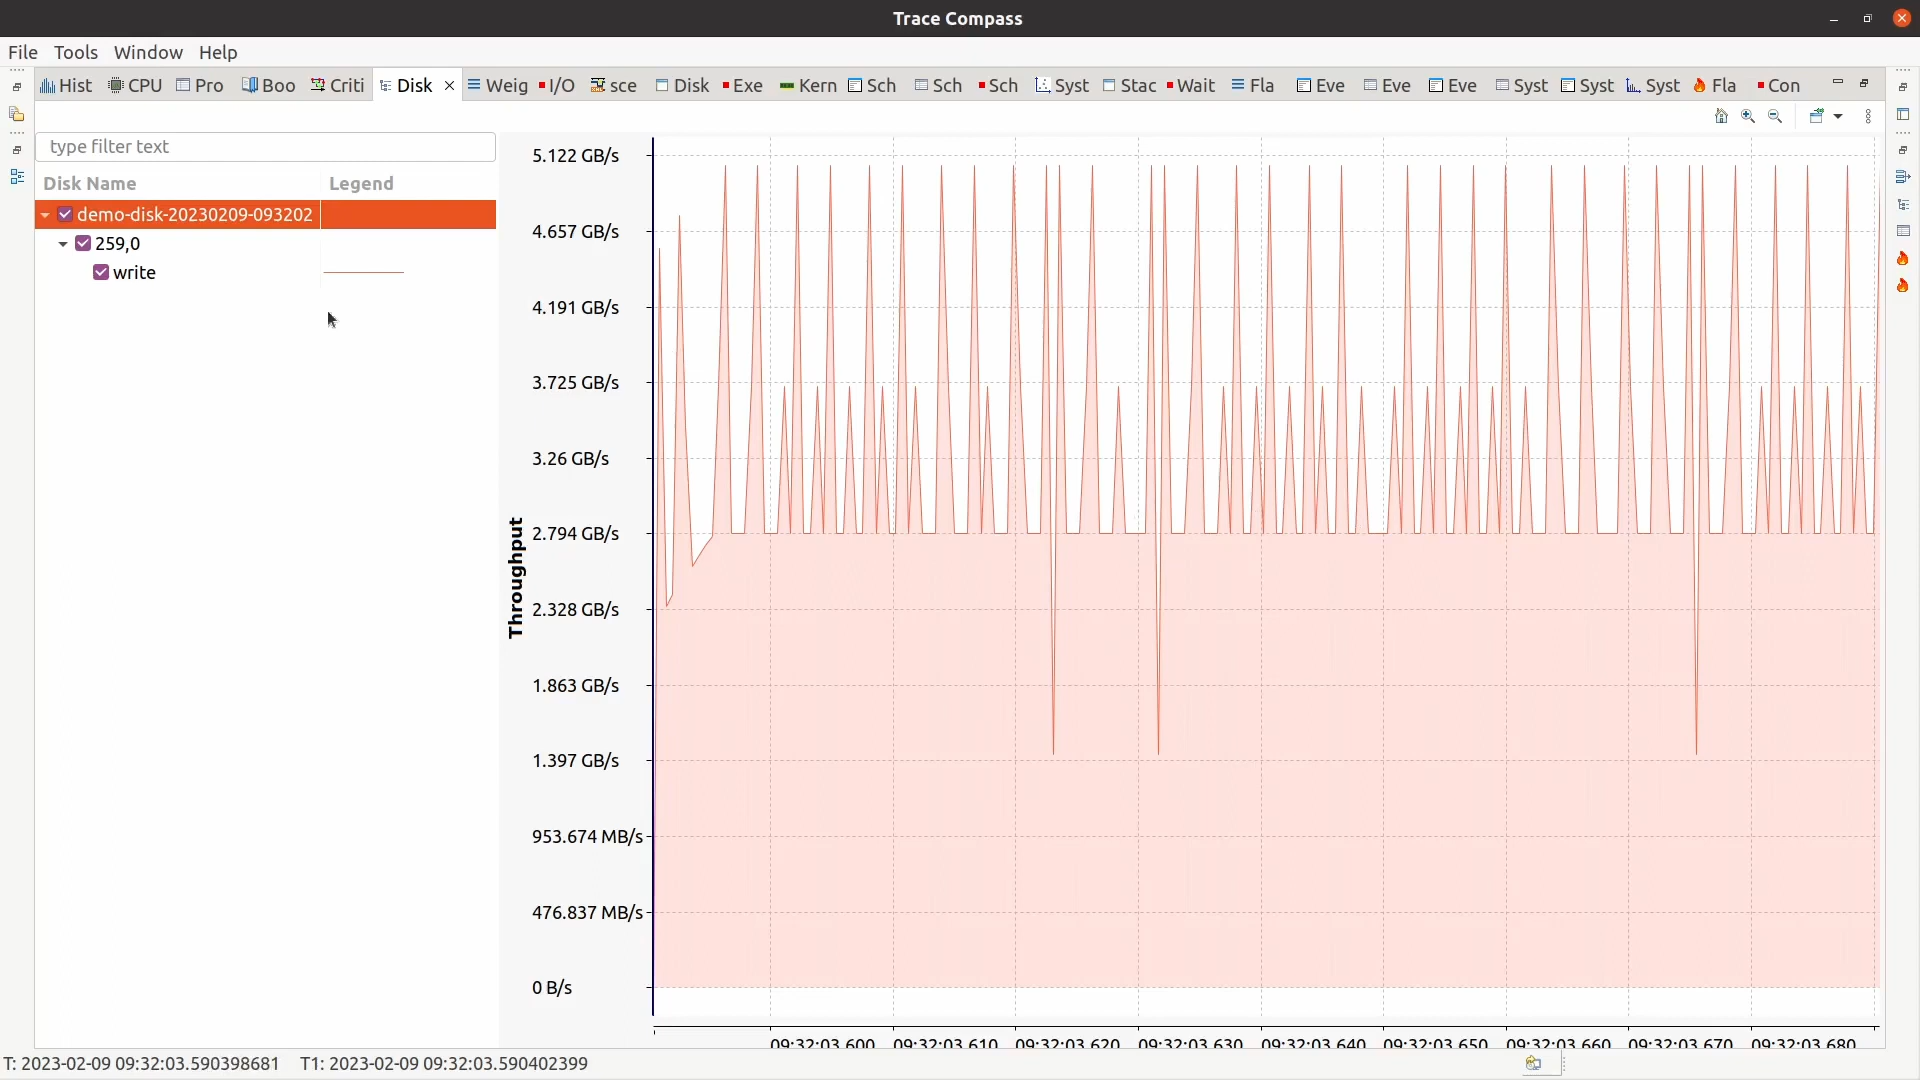 Trace Compass
File Tools Window Help
Hist CPU Pro Boo Criti Disk Weig I/O sce Disk Exe Kern Sch Sch Sch Syst Stac Wait Fla Eve Eve Eve Syst Syst Syst Fla Con
type filter text
Disk Name Legend
demo-disk-20230209-093202
259,0
write
Throughput
5.122 GB/s
4.657 GB/s
4.191 GB/s
3.725 GB/s
3.26 GB/s
2.794 GB/s
2.328 GB/s
1.863 GB/s
1.397 GB/s
953.674 MB/s
476.837 MB/s
0 B/s
09:32:03.600 09:32:03.610 09:32:03.620 09:32:03.630 09:32:03.640 09:32:03.650 09:32:03.660 09:32:03.670 09:32:03.680
T: 2023-02-09 09:32:03.590398681 T1: 2023-02-09 09:32:03.590402399